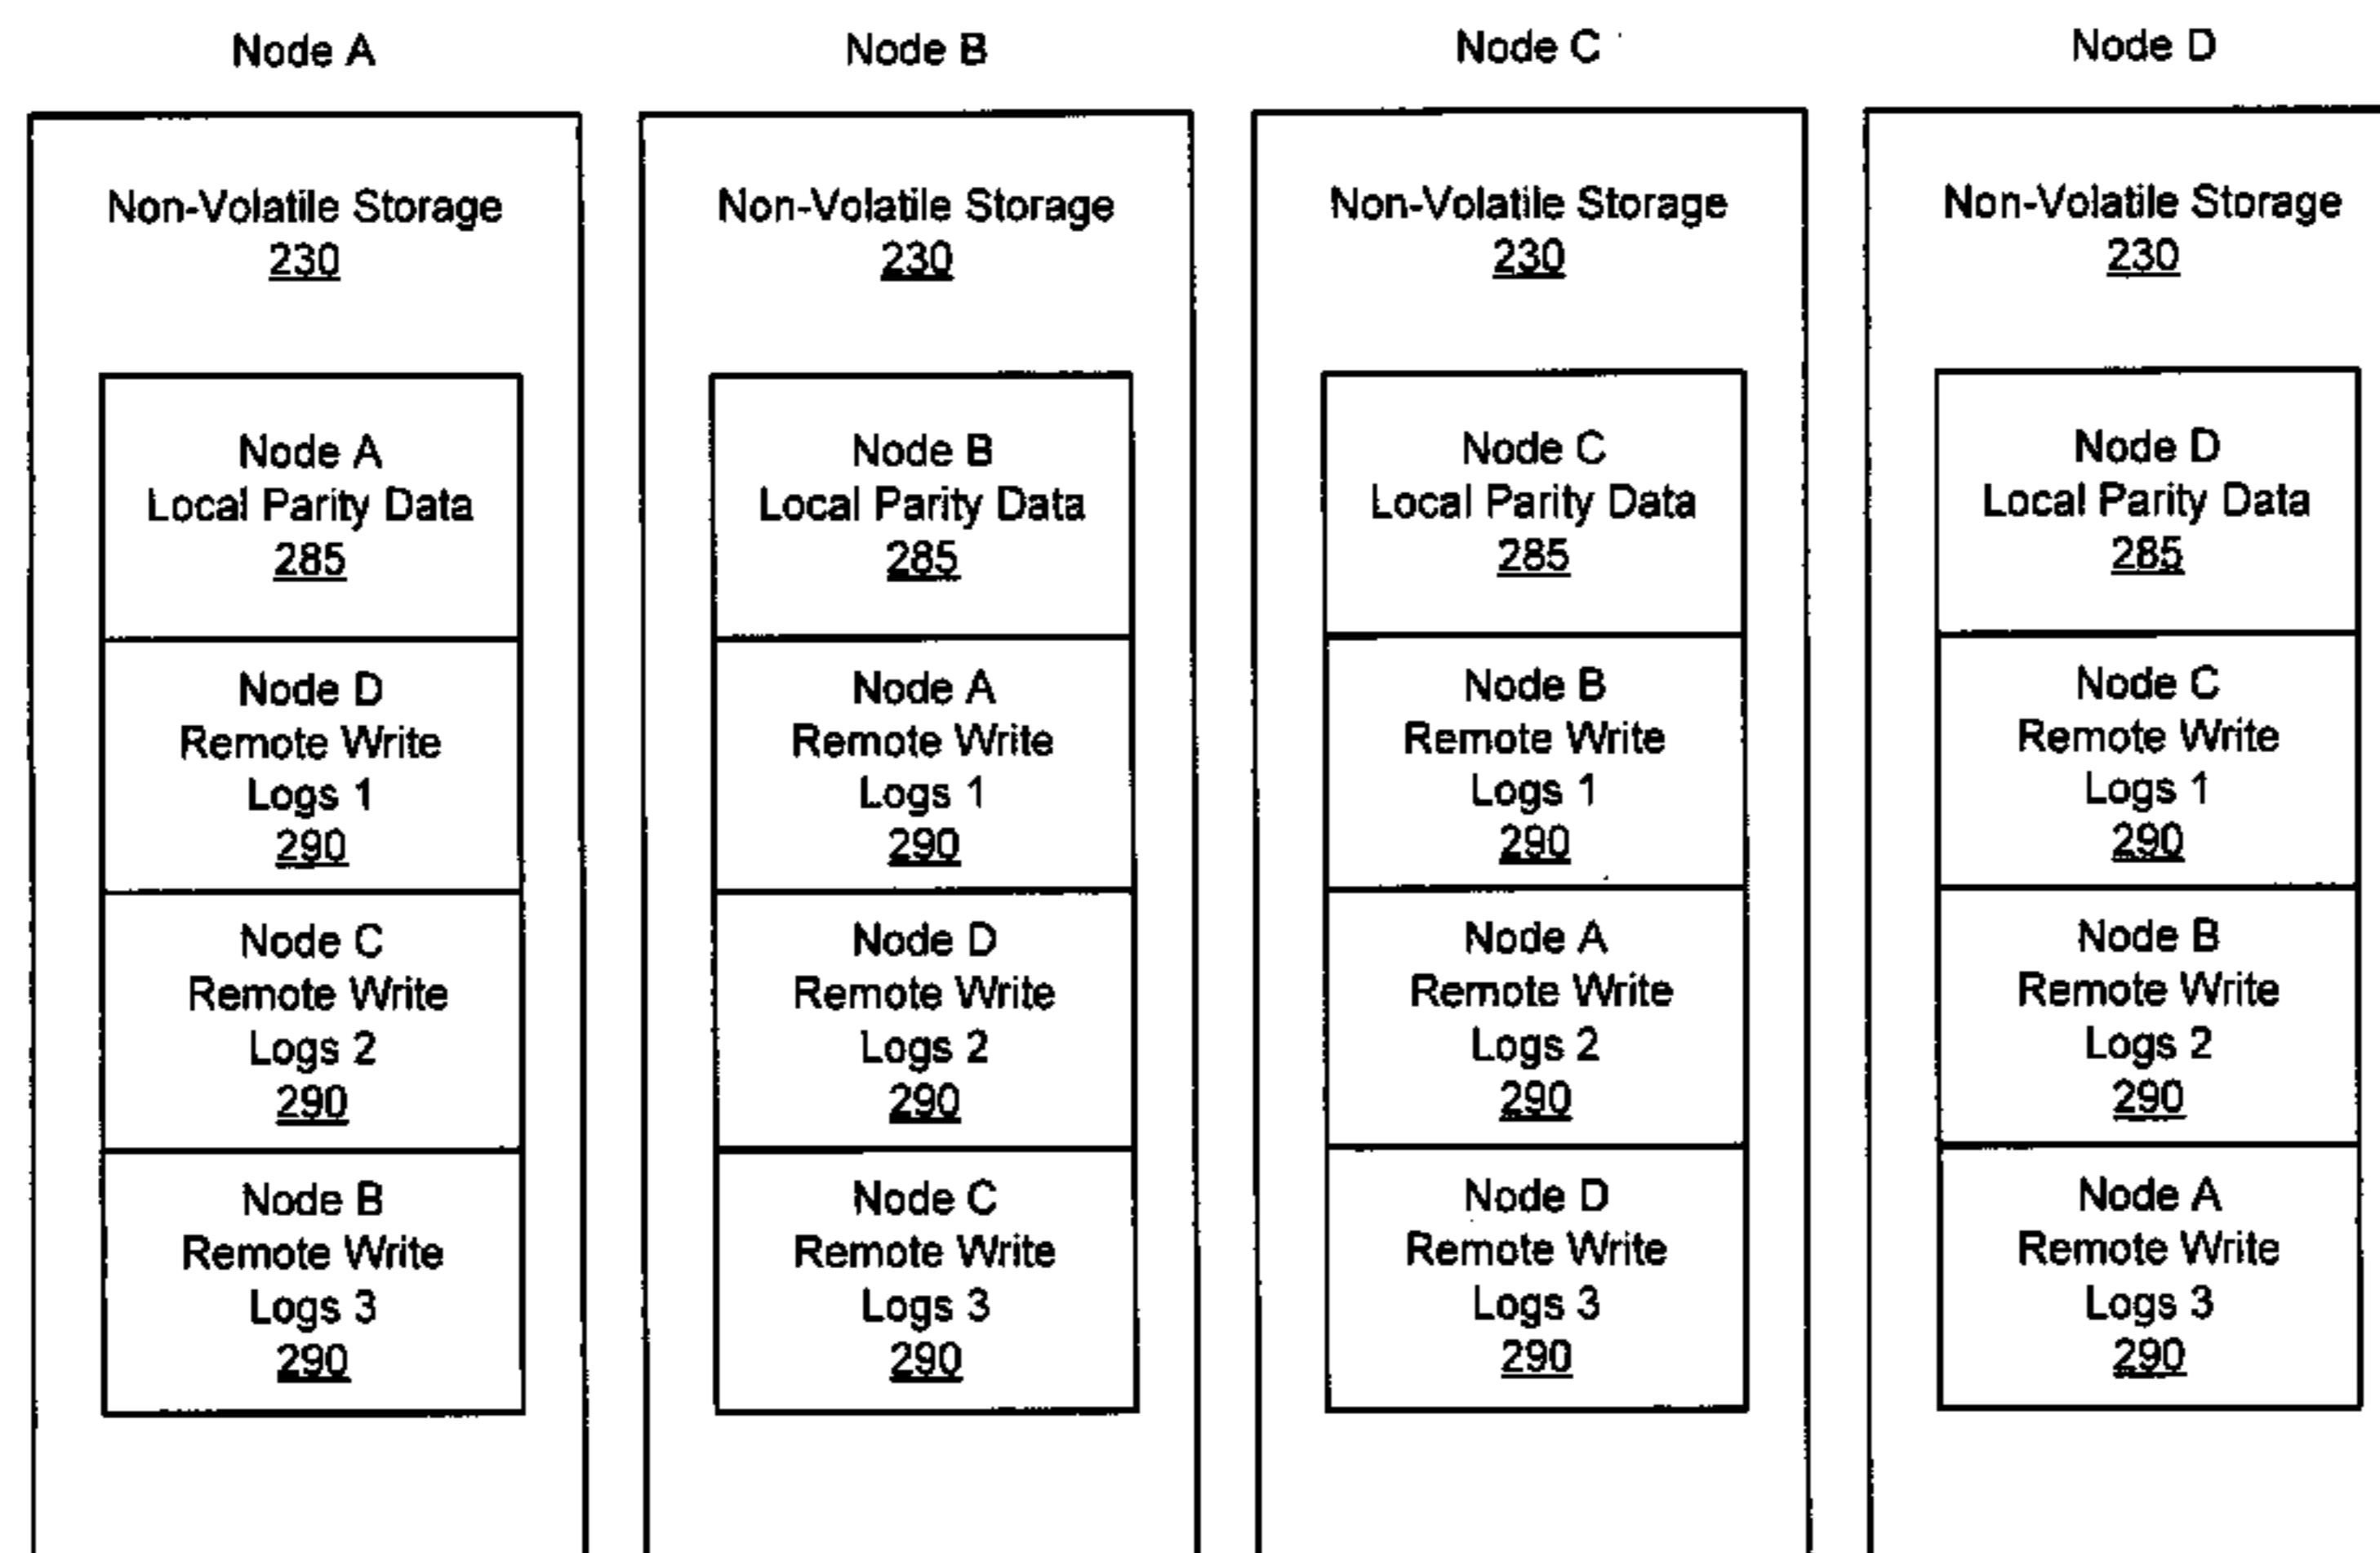 Node A
Non-Volatile Storage
230
Node A
Local Parity Data
285
Node D
Remote Write
Logs 1
290
Node C
Remote Write
Logs 2
290
Node B
Remote Write
Logs 3
290
Node B
Non-Volatile Storage
230
Node B
Local Parity Data
285
Node A
Remote Write
Logs 1
290
Node D
Remote Write
Logs 2
290
Node C
Remote Write
Logs 3
290
Node C
Non-Volatile Storage
230
Node C
Local Parity Data
285
Node B
Remote Write
Logs 1
290
Node A
Remote Write
Logs 2
290
Node D
Remote Write
Logs 3
290
Node D
Non-Volatile Storage
230
Node D
Local Parity Data
285
Node C
Remote Write
Logs 1
290
Node B
Remote Write
Logs 2
290
Node A
Remote Write
Logs 3
290